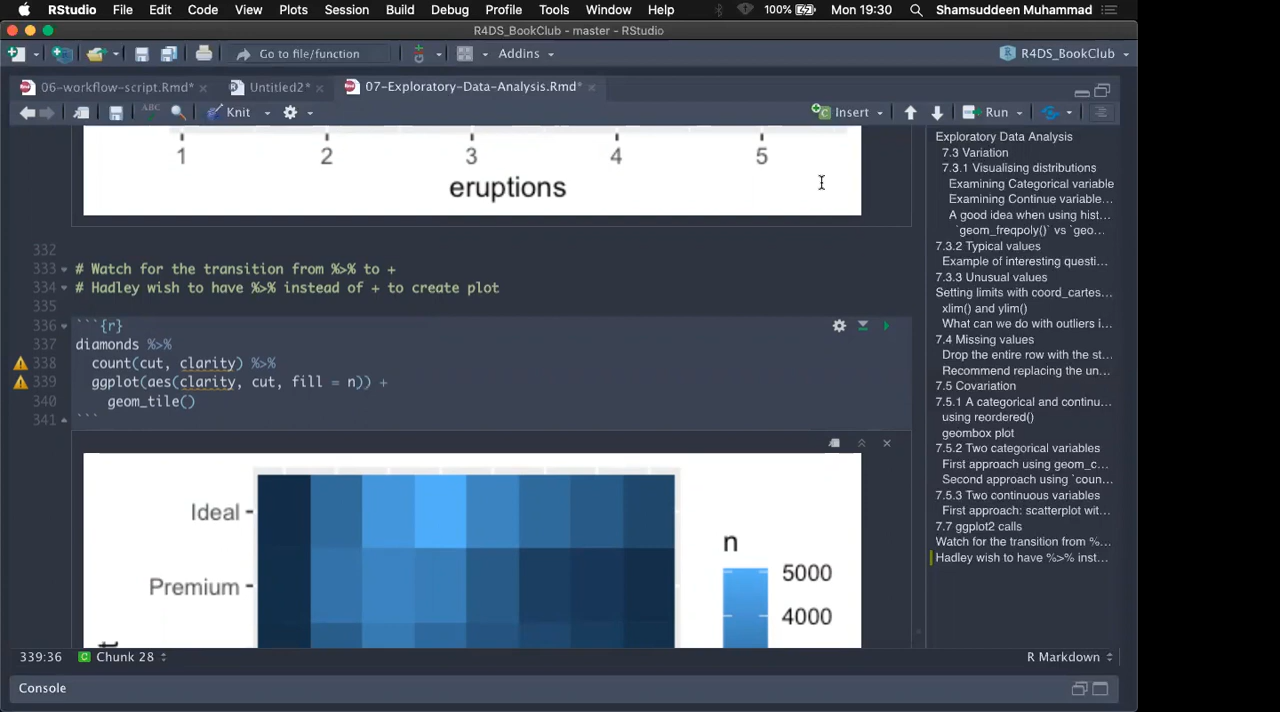 RStudio File Edit Code View Plots Session Build Debug Profile Tools Window Help 100% Mon 19:30 Shamsuddeen Muhammad
R4DS_BookClub - master - RStudio
Go to file/function Addins R4DS_BookClub
06-workflow-script.Rmd* Untitled2* 07-Exploratory-Data-Analysis.Rmd*
ABC Knit Insert Run
1 2 3 4 5
eruptions
332
333 # Watch for the transition from %>% to +
334 # Hadley wish to have %>% instead of + to create plot
335
336 ```{r}
337 diamonds %>%
338 count(cut, clarity) %>%
339 ggplot(aes(clarity, cut, fill = n)) +
340 geom_tile()
341 ```
Ideal
Premium
n
5000
4000
Exploratory Data Analysis
7.3 Variation
7.3.1 Visualising distributions
Examining Categorical variable
Examining Continue variable...
A good idea when using hist...
`geom_freqpoly()` vs `geo...
7.3.2 Typical values
Example of interesting questi...
7.3.3 Unusual values
Setting limits with coord_cartes...
xlim() and ylim()
What can we do with outliers i...
7.4 Missing values
Drop the entire row with the st...
Recommend replacing the un...
7.5 Covariation
7.5.1 A categorical and continu...
using reordered()
geombox plot
7.5.2 Two categorical variables
First approach using geom_c...
Second approach using `coun...
7.5.3 Two continuous variables
First approach: scatterplot wit...
7.7 ggplot2 calls
Watch for the transition from %...
Hadley wish to have %>% inst...
339:36 Chunk 28 R Markdown
Console